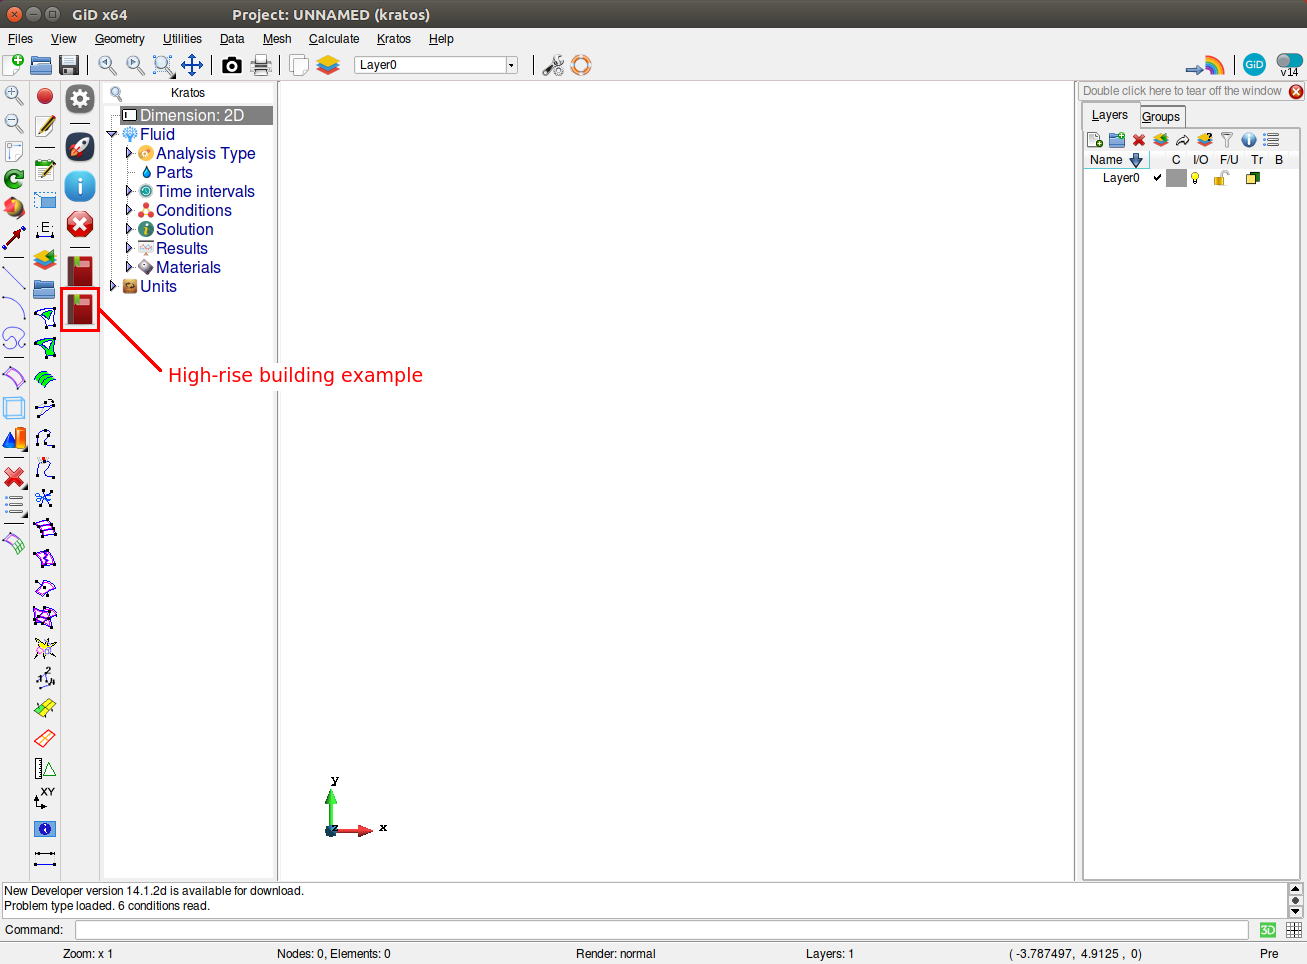 GiD x64 Project: UNNAMED (kratos)
Files View Geometry Utilities Data Mesh Calculate Kratos Help
Layer0 GiD v14
Kratos
Dimension: 2D
Fluid
Analysis Type
Parts
Time intervals
Conditions
Solution
Results
Materials
Units
High-rise building example
Double click here to tear off the window
Layers Groups
Name C I/O F/U Tr B
Layer0
E
2
XY
y
z x
New Developer version 14.1.2d is available for download.
Problem type loaded. 6 conditions read.
Command: 3D
Zoom: x 1 Nodes: 0, Elements: 0 Render: normal Layers: 1 ( -3.787497, 4.9125 , 0) Pre